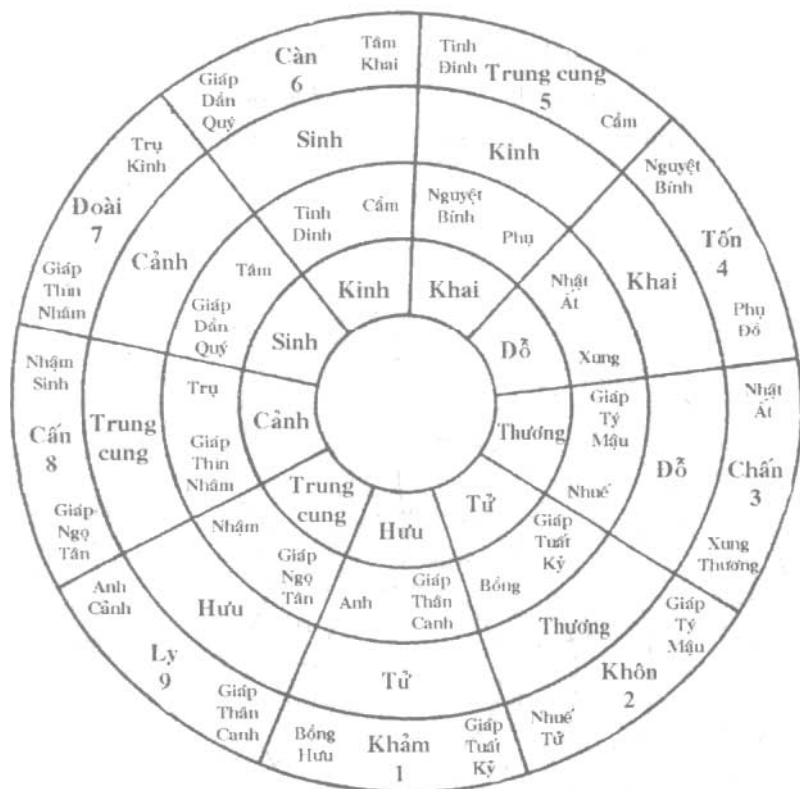 Giáp
Dần
Quý
Càn
6
Tâm
Khai
Tinh
Đinh
Trung cung
5
Cầm
Nguyệt
Bính
Tốn
4
Phụ
Đỗ
Nhật
Ất
Chấn
3
Xung
Thương
Giáp
Tý
Mậu
Khôn
2
Nhuế
Tử
Giáp
Tuất
Kỷ
Khảm
1
Bồng
Hưu
Giáp
Thân
Canh
Ly
9
Anh
Cảnh
Giáp
Ngọ
Tân
Cấn
8
Nhậm
Sinh
Giáp
Thìn
Nhâm
Đoài
7
Trụ
Kinh
Sinh
Kinh
Khai
Đỗ
Thương
Tử
Hưu
Trung
cung
Cảnh
Tinh
Đinh
Cầm
Nguyệt
Bính
Phụ
Nhật
Ất
Xung
Giáp
Tý
Mậu
Nhuế
Giáp
Tuất
Kỷ
Bồng
Giáp
Thân
Canh
Anh
Giáp
Ngọ
Tân
Nhậm
Giáp
Thìn
Nhâm
Trụ
Giáp
Dần
Quý
Tâm
Kinh
Khai
Đỗ
Thương
Tử
Hưu
Trung
cung
Cảnh
Sinh